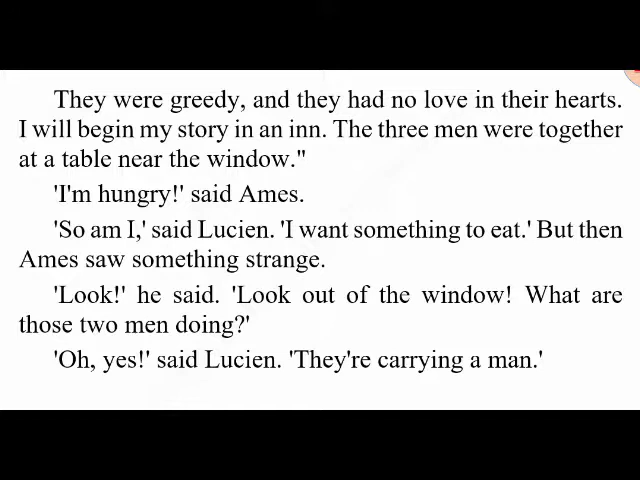 They were greedy, and they had no love in their hearts.
I will begin my story in an inn. The three men were together
at a table near the window."
'I'm hungry!' said Ames.
'So am I,' said Lucien. 'I want something to eat.' But then
Ames saw something strange.
'Look!' he said. 'Look out of the window! What are
those two men doing?'
'Oh, yes!' said Lucien. 'They're carrying a man.'